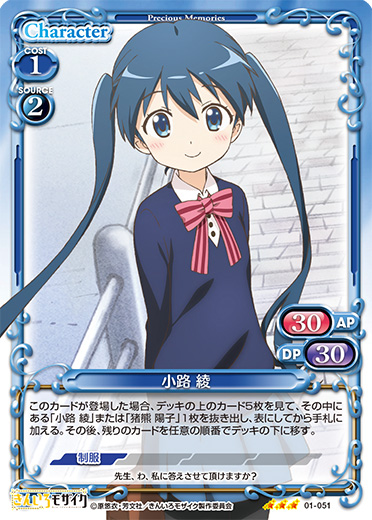 Precious Memories
Character
COST
1
SOURCE
2
30 AP
DP 30
小路 綾
このカードが登場した場合、デッキの上のカード5枚を見て、その中に
ある「小路 綾」または「猪熊 陽子」1枚を抜き出し、表にしてから手札に
加える。その後、残りのカードを任意の順番でデッキの下に移す。
制服
先生、わ、私に答えさせて頂けますか?
きんいろモザイク
©原悠衣・芳文社/きんいろモザイク製作委員会
01-051